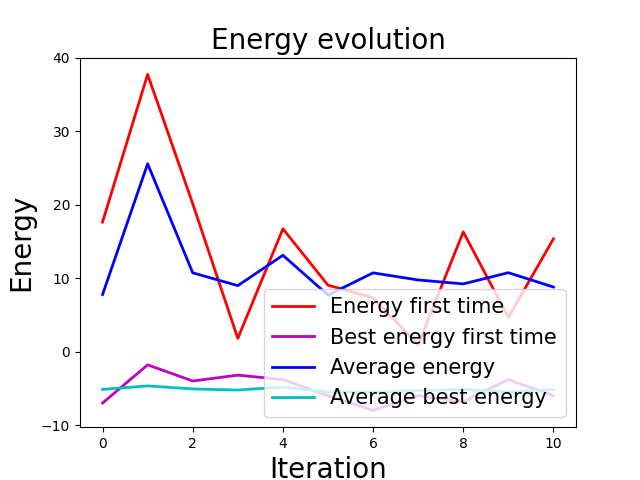 Energy evolution
40
30
20
10
0
−10
Energy
Energy first time
Best energy first time
Average energy
Average best energy
0 2 4 6 8 10
Iteration